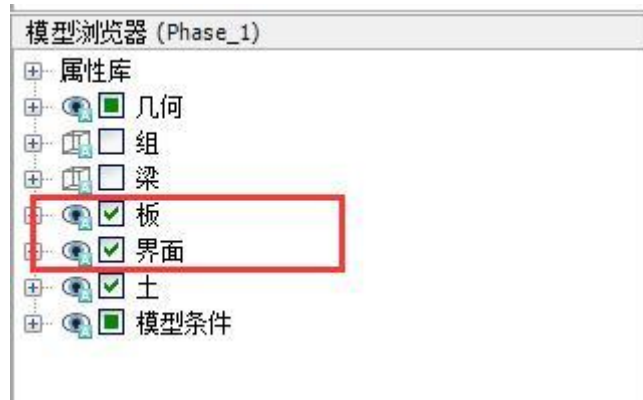 模型浏览器 (Phase_1)
属性库
几何
组
梁
板
界面
土
模型条件